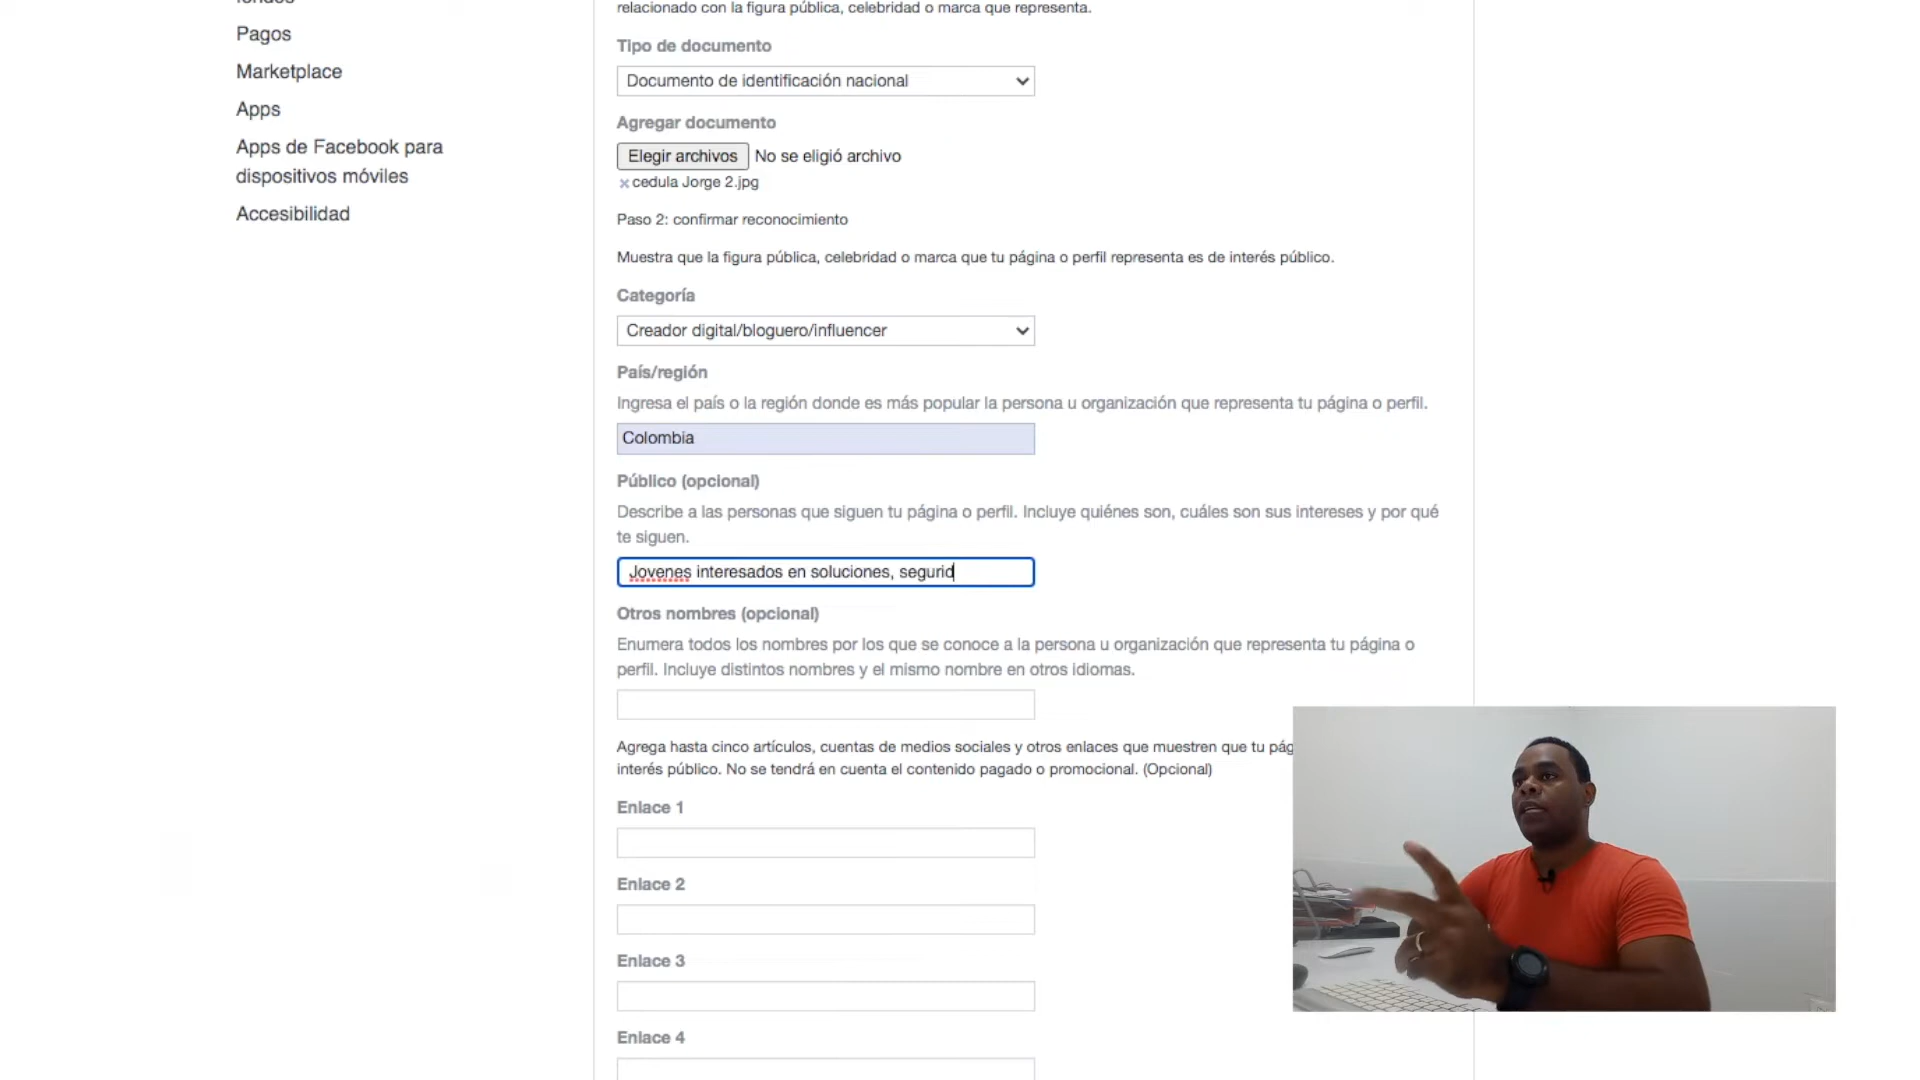 Pagos
Marketplace
Apps
Apps de Facebook para
dispositivos móviles
Accesibilidad
relacionado con la figura pública, celebridad o marca que representa.
Tipo de documento
Documento de identificación nacional
Agregar documento
Elegir archivos No se eligió archivo
cedula Jorge 2.jpg
Paso 2: confirmar reconocimiento
Muestra que la figura pública, celebridad o marca que tu página o perfil representa es de interés público.
Categoría
Creador digital/bloguero/influencer
País/región
Ingresa el país o la región donde es más popular la persona u organización que representa tu página o perfil.
Colombia
Público (opcional)
Describe a las personas que siguen tu página o perfil. Incluye quiénes son, cuáles son sus intereses y por qué
te siguen.
Jovenes interesados en soluciones, segurid
Otros nombres (opcional)
Enumera todos los nombres por los que se conoce a la persona u organización que representa tu página o
perfil. Incluye distintos nombres y el mismo nombre en otros idiomas.
Agrega hasta cinco artículos, cuentas de medios sociales y otros enlaces que muestren que tu pág
interés público. No se tendrá en cuenta el contenido pagado o promocional. (Opcional)
Enlace 1
Enlace 2
Enlace 3
Enlace 4